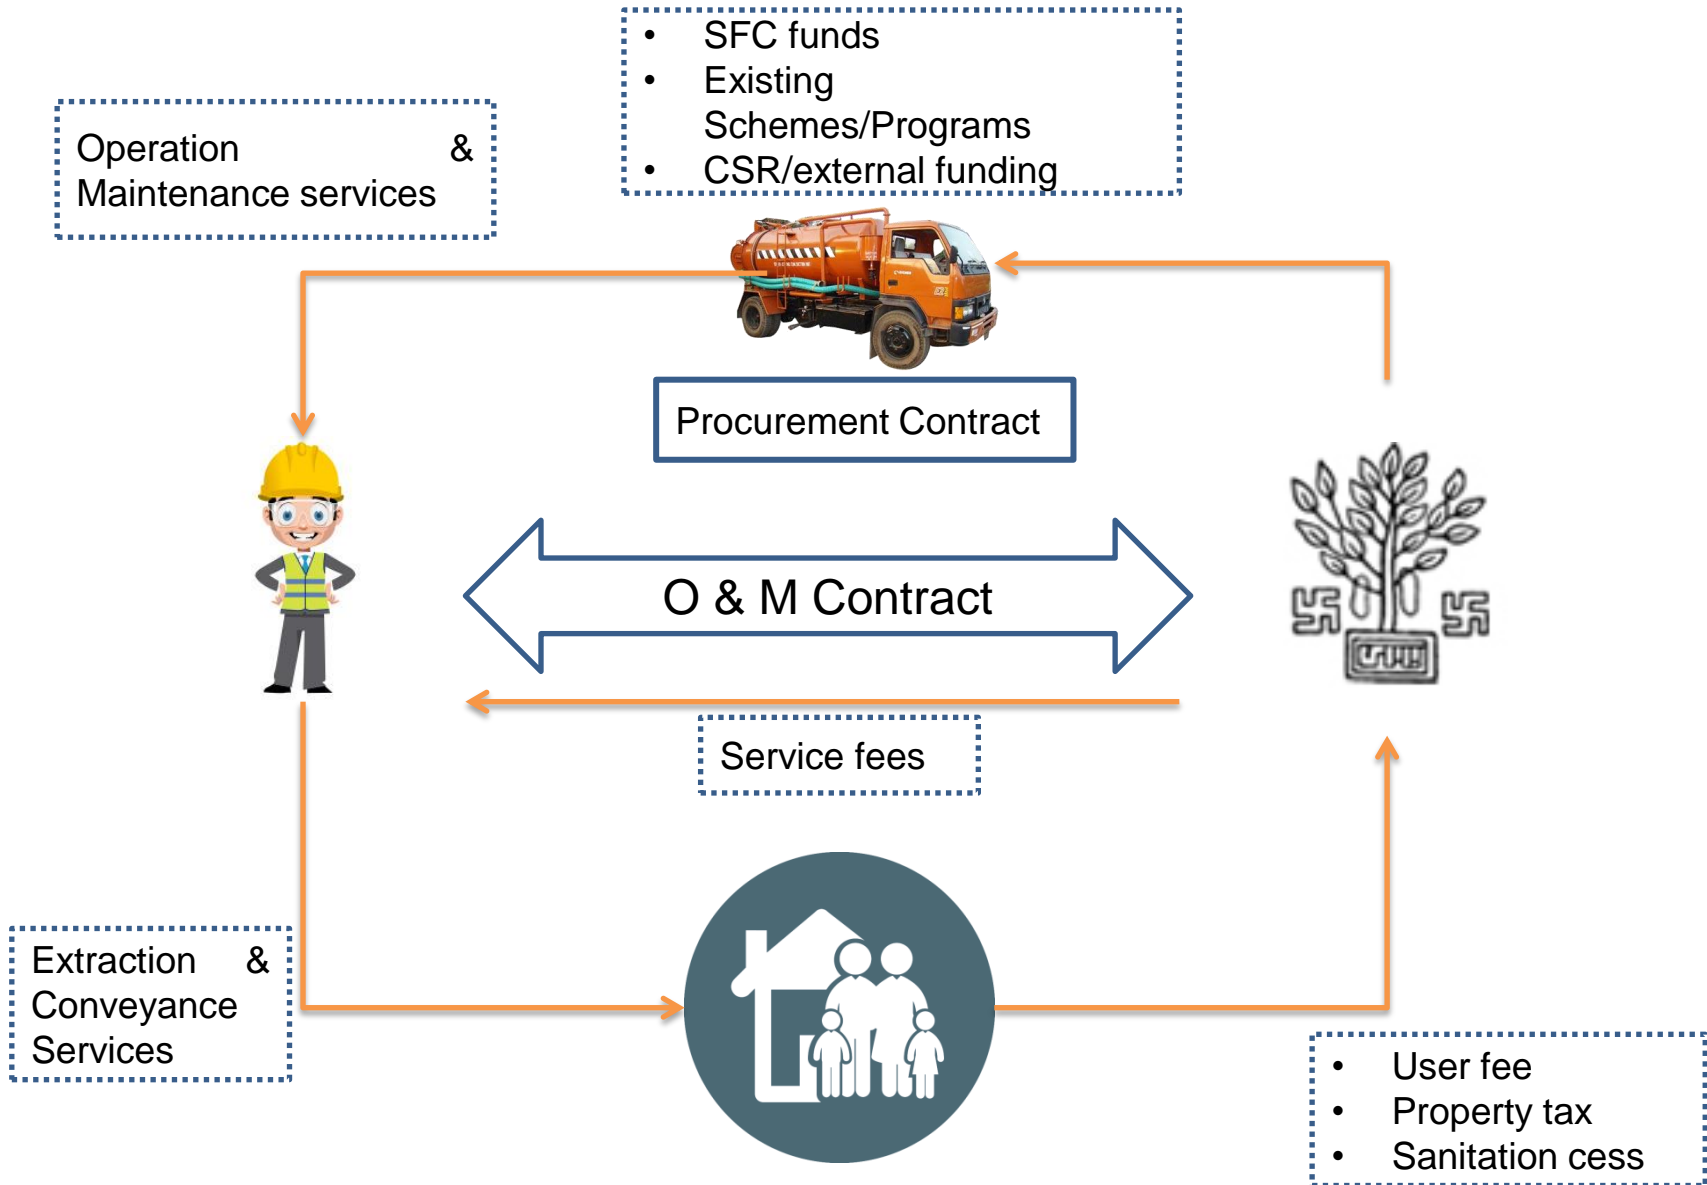 • SFC funds
• Existing
Schemes/Programs
• CSR/external funding
Operation &
Maintenance services
Procurement Contract
O & M Contract
Service fees
Extraction &
Conveyance
Services
• User fee
• Property tax
• Sanitation cess